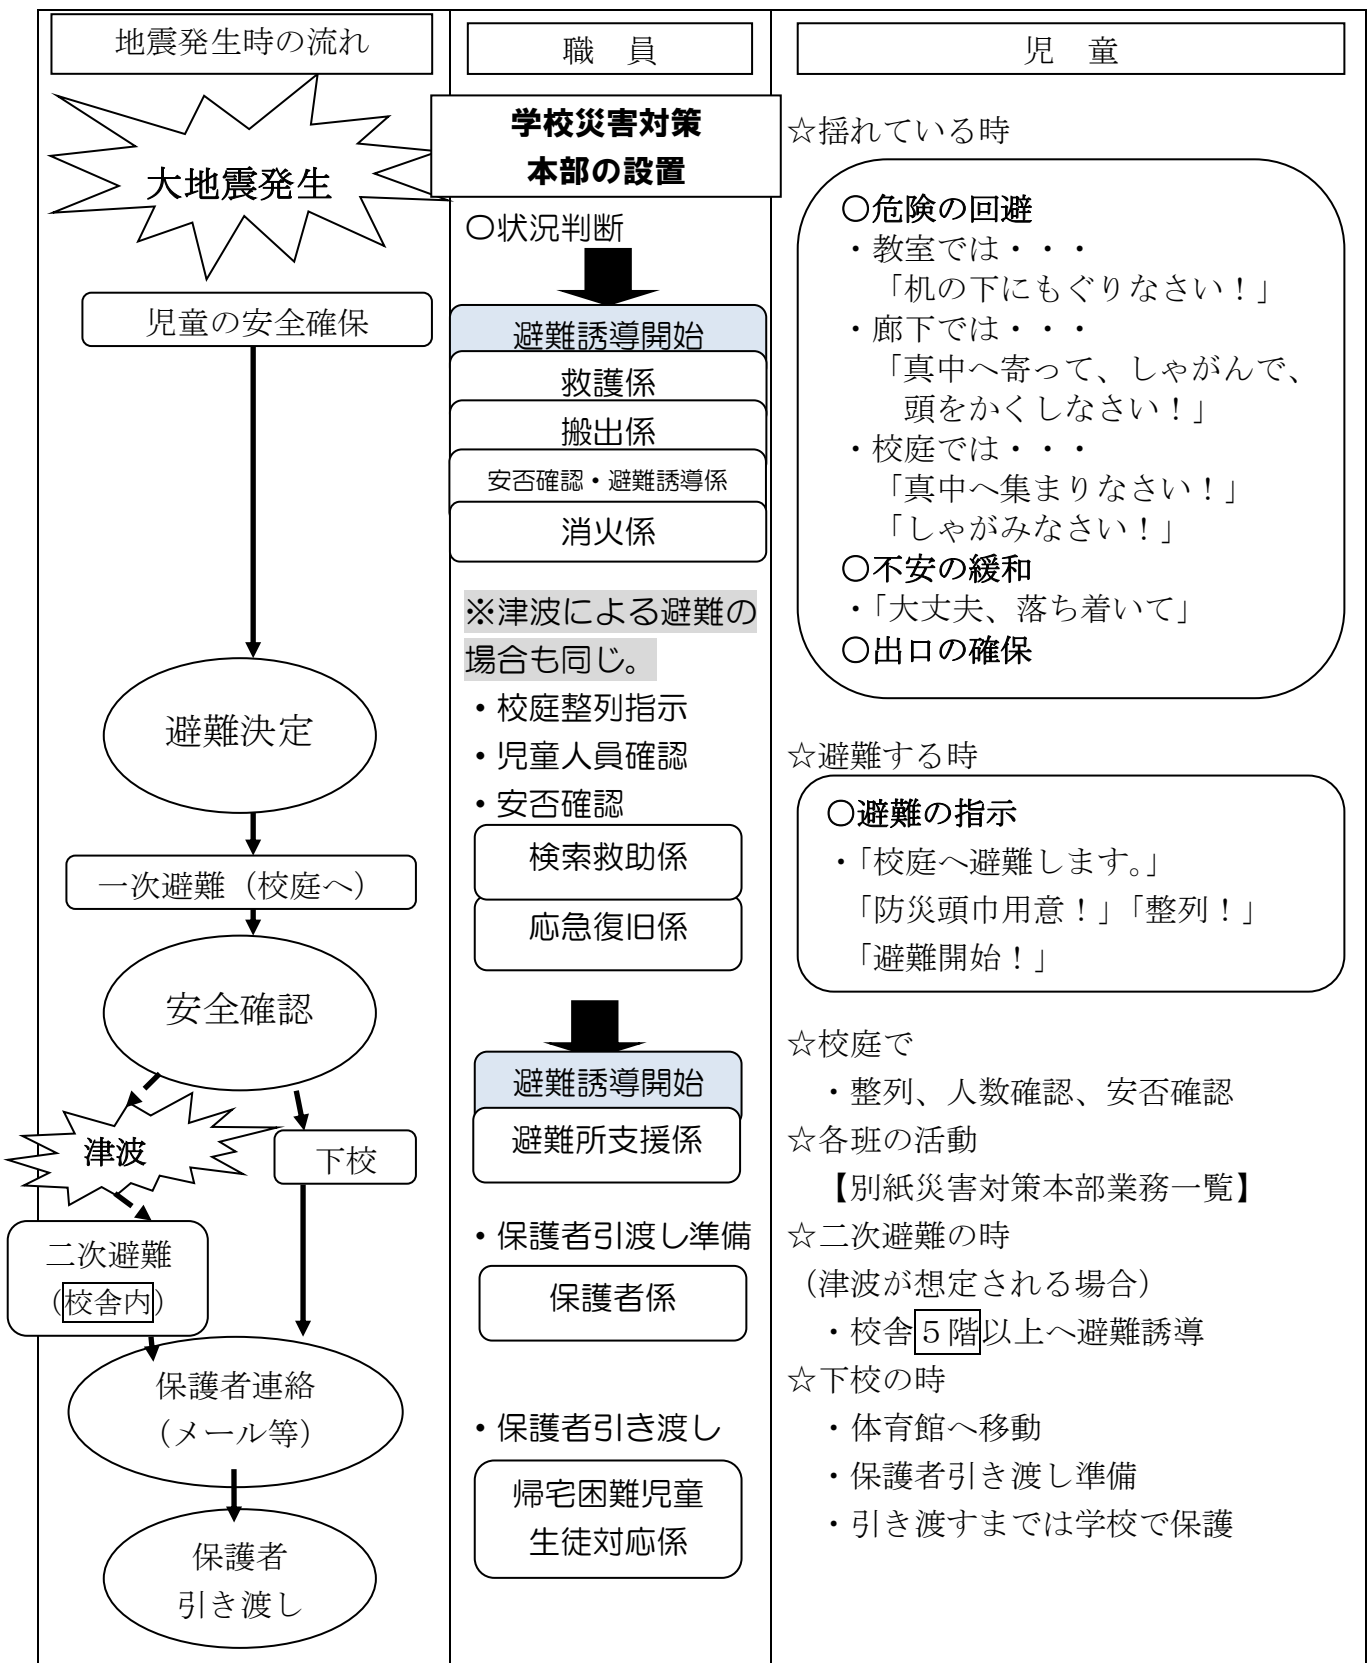 地震発生時の流れ
大地震発生
児童の安全確保
避難決定
一次避難（校庭へ）
安全確認
津波
下校
二次避難
（校舎内）
保護者連絡
（メール等）
保護者
引き渡し
職　員
学校災害対策
本部の設置
○状況判断
避難誘導開始
救護係
搬出係
安否確認・避難誘導係
消火係
※津波による避難の
場合も同じ。
・校庭整列指示
・児童人員確認
・安否確認
検索救助係
応急復旧係
避難誘導開始
避難所支援係
・保護者引渡し準備
保護者係
・保護者引き渡し
帰宅困難児童
生徒対応係
児　童
☆揺れている時
○危険の回避
・教室では・・・
「机の下にもぐりなさい！」
・廊下では・・・
「真中へ寄って、しゃがんで、
頭をかくしなさい！」
・校庭では・・・
「真中へ集まりなさい！」
「しゃがみなさい！」
○不安の緩和
・「大丈夫、落ち着いて」
○出口の確保
☆避難する時
○避難の指示
・「校庭へ避難します。」
「防災頭巾用意！」「整列！」
「避難開始！」
☆校庭で
・整列、人数確認、安否確認
☆各班の活動
【別紙災害対策本部業務一覧】
☆二次避難の時
（津波が想定される場合）
・校舎５階以上へ避難誘導
☆下校の時
・体育館へ移動
・保護者引き渡し準備
・引き渡すまでは学校で保護